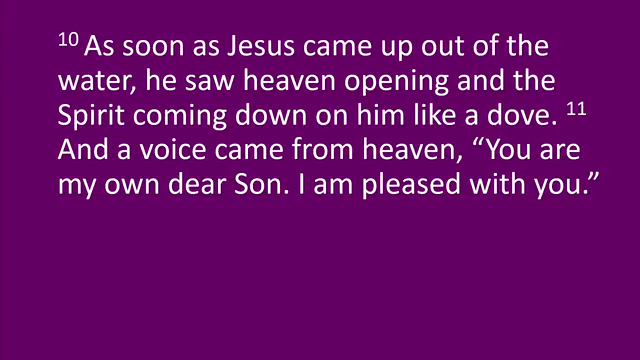 10 As soon as Jesus came up out of the
water, he saw heaven opening and the
Spirit coming down on him like a dove. 11
And a voice came from heaven, “You are
my own dear Son. I am pleased with you.”